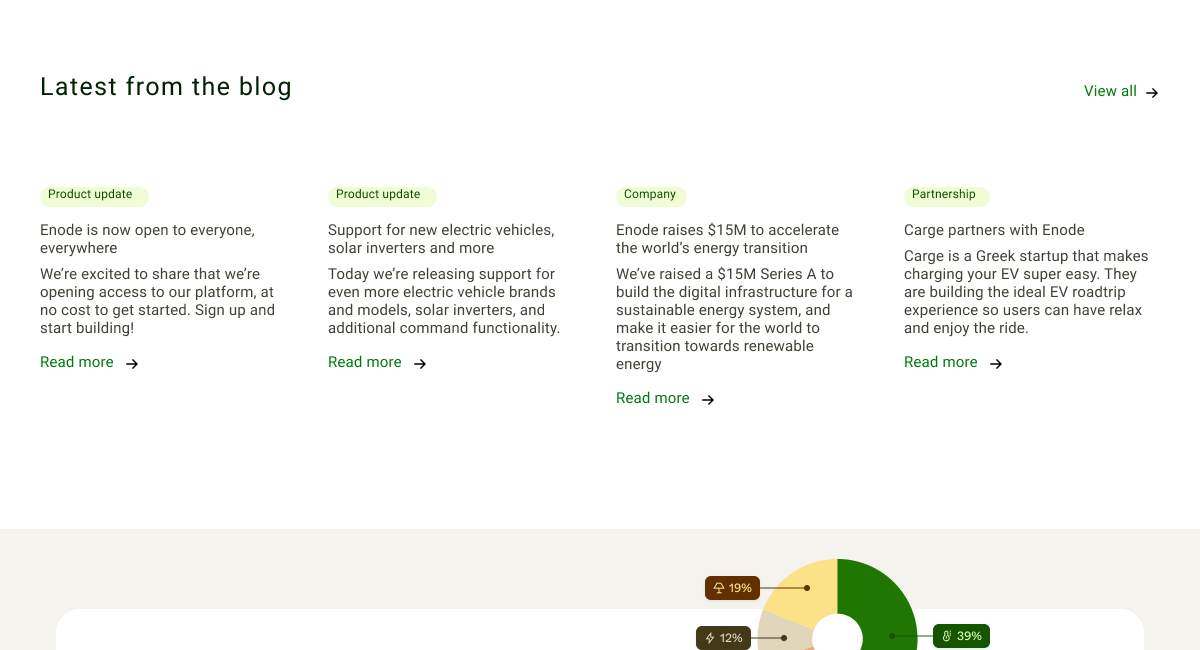 Latest from the blog
View all
Product update
Enode is now open to everyone,
everywhere
We’re excited to share that we’re
opening access to our platform, at
no cost to get started. Sign up and
start building!
Read more
Product update
Support for new electric vehicles,
solar inverters and more
Today we’re releasing support for
even more electric vehicle brands
and models, solar inverters, and
additional command functionality.
Read more
Company
Enode raises $15M to accelerate
the world’s energy transition
We’ve raised a $15M Series A to
build the digital infrastructure for a
sustainable energy system, and
make it easier for the world to
transition towards renewable
energy
Read more
Partnership
Carge partners with Enode
Carge is a Greek startup that makes
charging your EV super easy. They
are building the ideal EV roadtrip
experience so users can have relax
and enjoy the ride.
Read more
19%
12%
39%